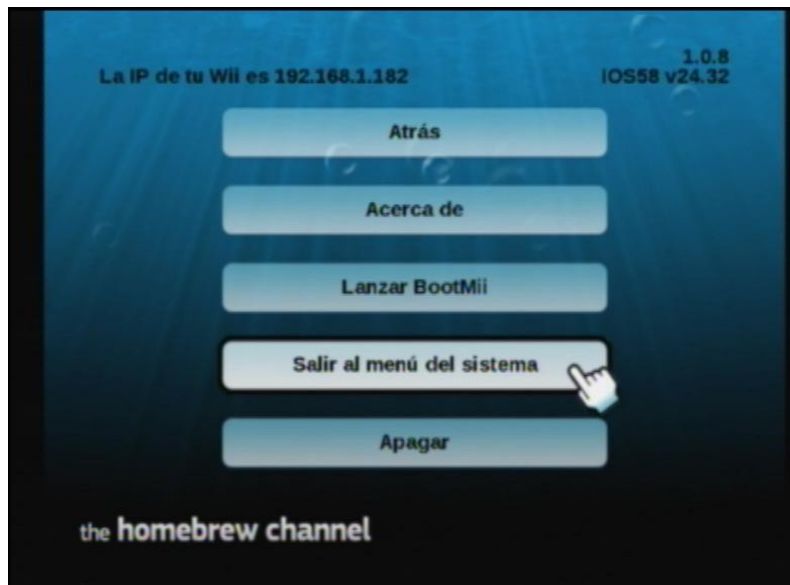 La IP de tu Wii es 192.168.1.182
1.0.8
IOS58 v24.32
Atrás
Acerca de
Lanzar BootMii
Salir al menú del sistema
Apagar
the homebrew channel